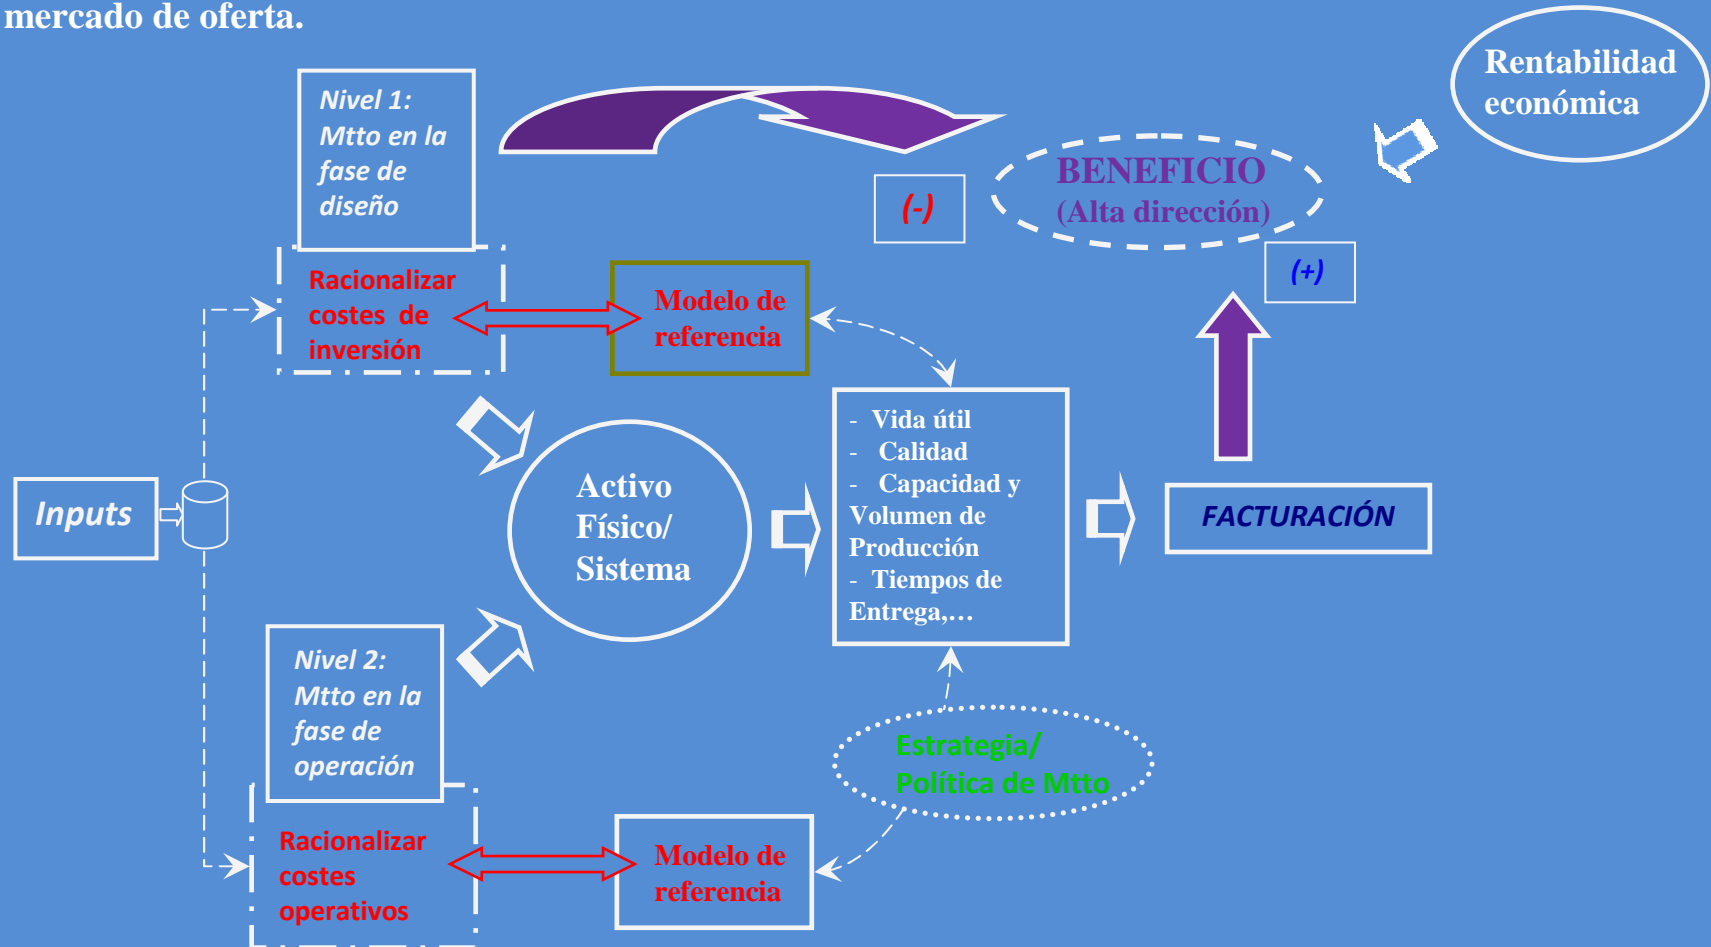 mercado de oferta.
Rentabilidad
económica
Nivel 1:
Mtto en la
fase de
diseño
BENEFICIO
(Alta dirección)
(-)
(+)
Racionalizar
costes de
inversión
Modelo de
referencia
- Vida útil
- Calidad
- Capacidad y
Volumen de
Producción
- Tiempos de
Entrega,...
Activo
Físico/
Sistema
Inputs
FACTURACIÓN
Nivel 2:
Mtto en la
fase de
operación
Estrategia/
Política de Mtto
Racionalizar
costes
operativos
Modelo de
referencia